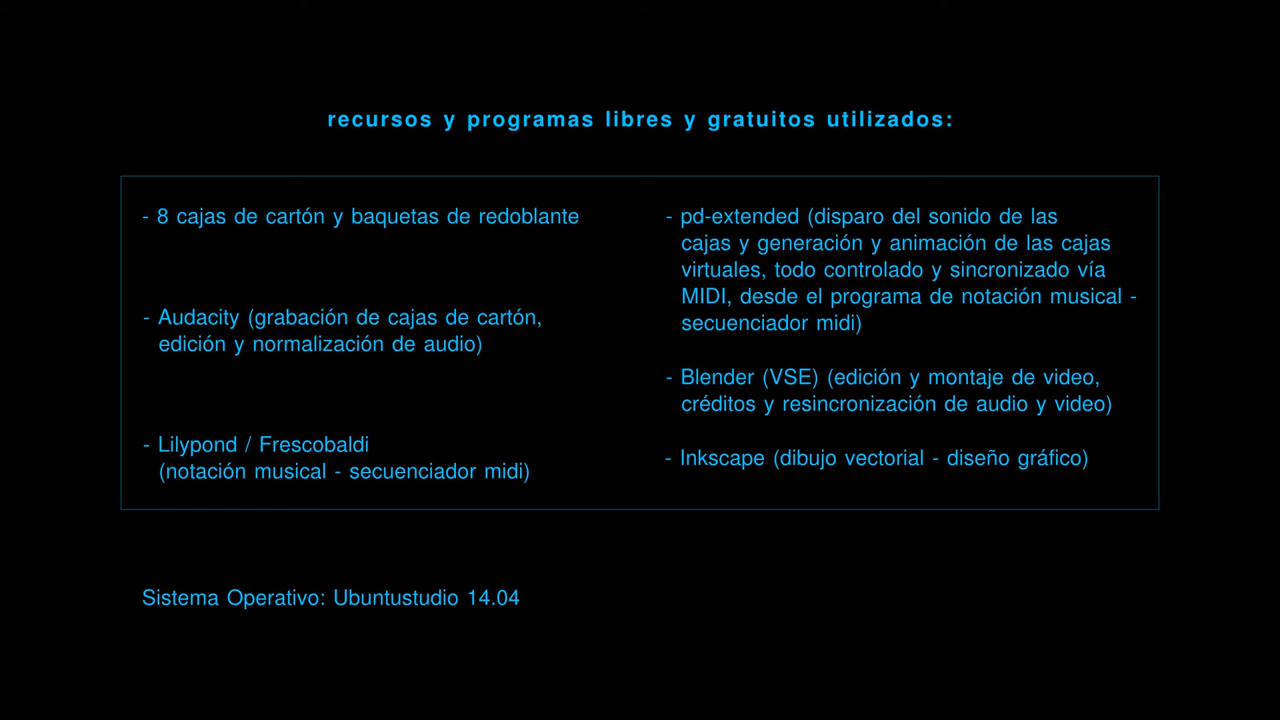 recursos y programas libres y gratuitos utilizados:
- 8 cajas de cartón y baquetas de redoblante
- Audacity (grabación de cajas de cartón,
edición y normalización de audio)
- Lilypond / Frescobaldi
(notación musical - secuenciador midi)
- pd-extended (disparo del sonido de las
cajas y generación y animación de las cajas
virtuales, todo controlado y sincronizado vía
MIDI, desde el programa de notación musical -
secuenciador midi)
- Blender (VSE) (edición y montaje de video,
créditos y resincronización de audio y video)
- Inkscape (dibujo vectorial - diseño gráfico)
Sistema Operativo: Ubuntustudio 14.04